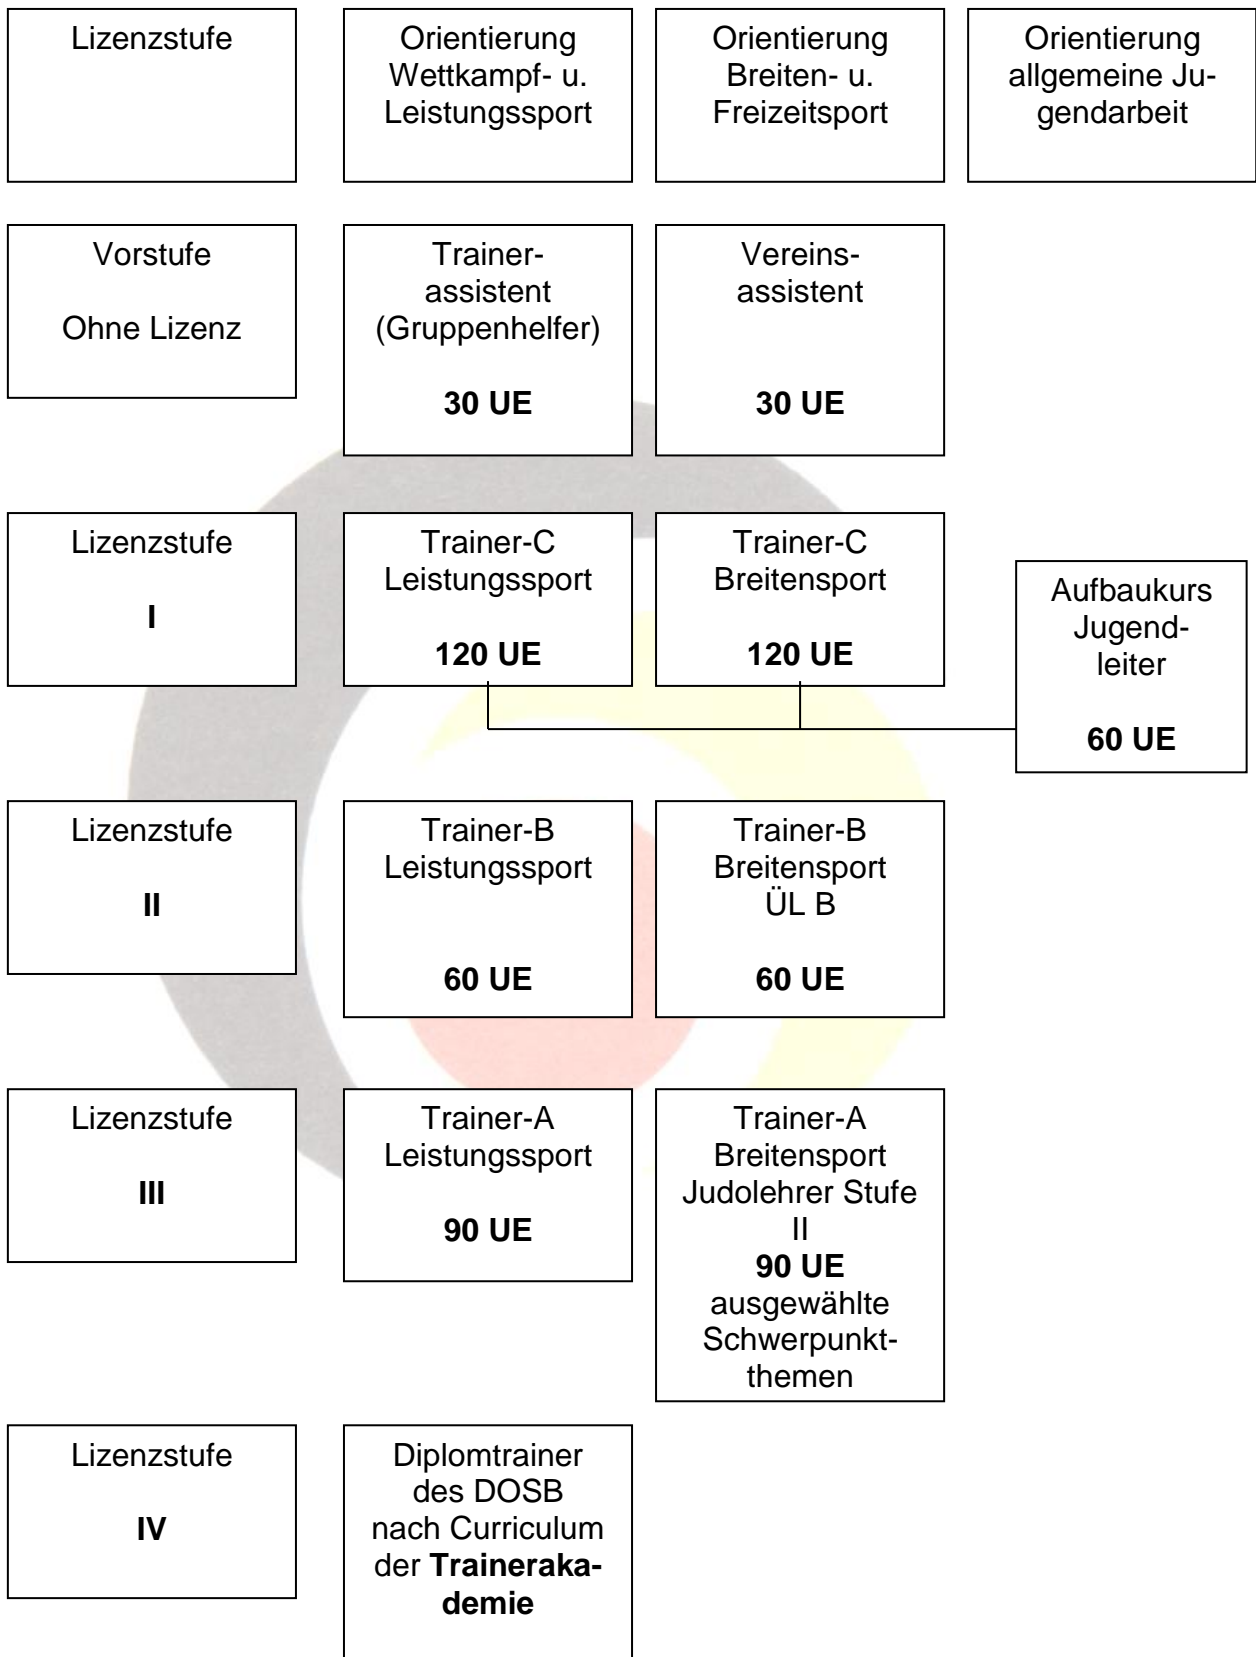 Lizenzstufe
Orientierung
Wettkampf- u.
Leistungssport
Orientierung
Breiten- u.
Freizeitsport
Orientierung
allgemeine Ju-
gendarbeit
Vorstufe
Ohne Lizenz
Trainer-
assistent
(Gruppenhelfer)
30 UE
Vereins-
assistent
30 UE
Lizenzstufe
I
Trainer-C
Leistungssport
120 UE
Trainer-C
Breitensport
120 UE
Aufbaukurs
Jugend-
leiter
60 UE
Lizenzstufe
II
Trainer-B
Leistungssport
60 UE
Trainer-B
Breitensport
ÜL B
60 UE
Lizenzstufe
III
Trainer-A
Leistungssport
90 UE
Trainer-A
Breitensport
Judolehrer Stufe
II
90 UE
ausgewählte
Schwerpunkt-
themen
Lizenzstufe
IV
Diplomtrainer
des DOSB
nach Curriculum
der Traineraka-
demie